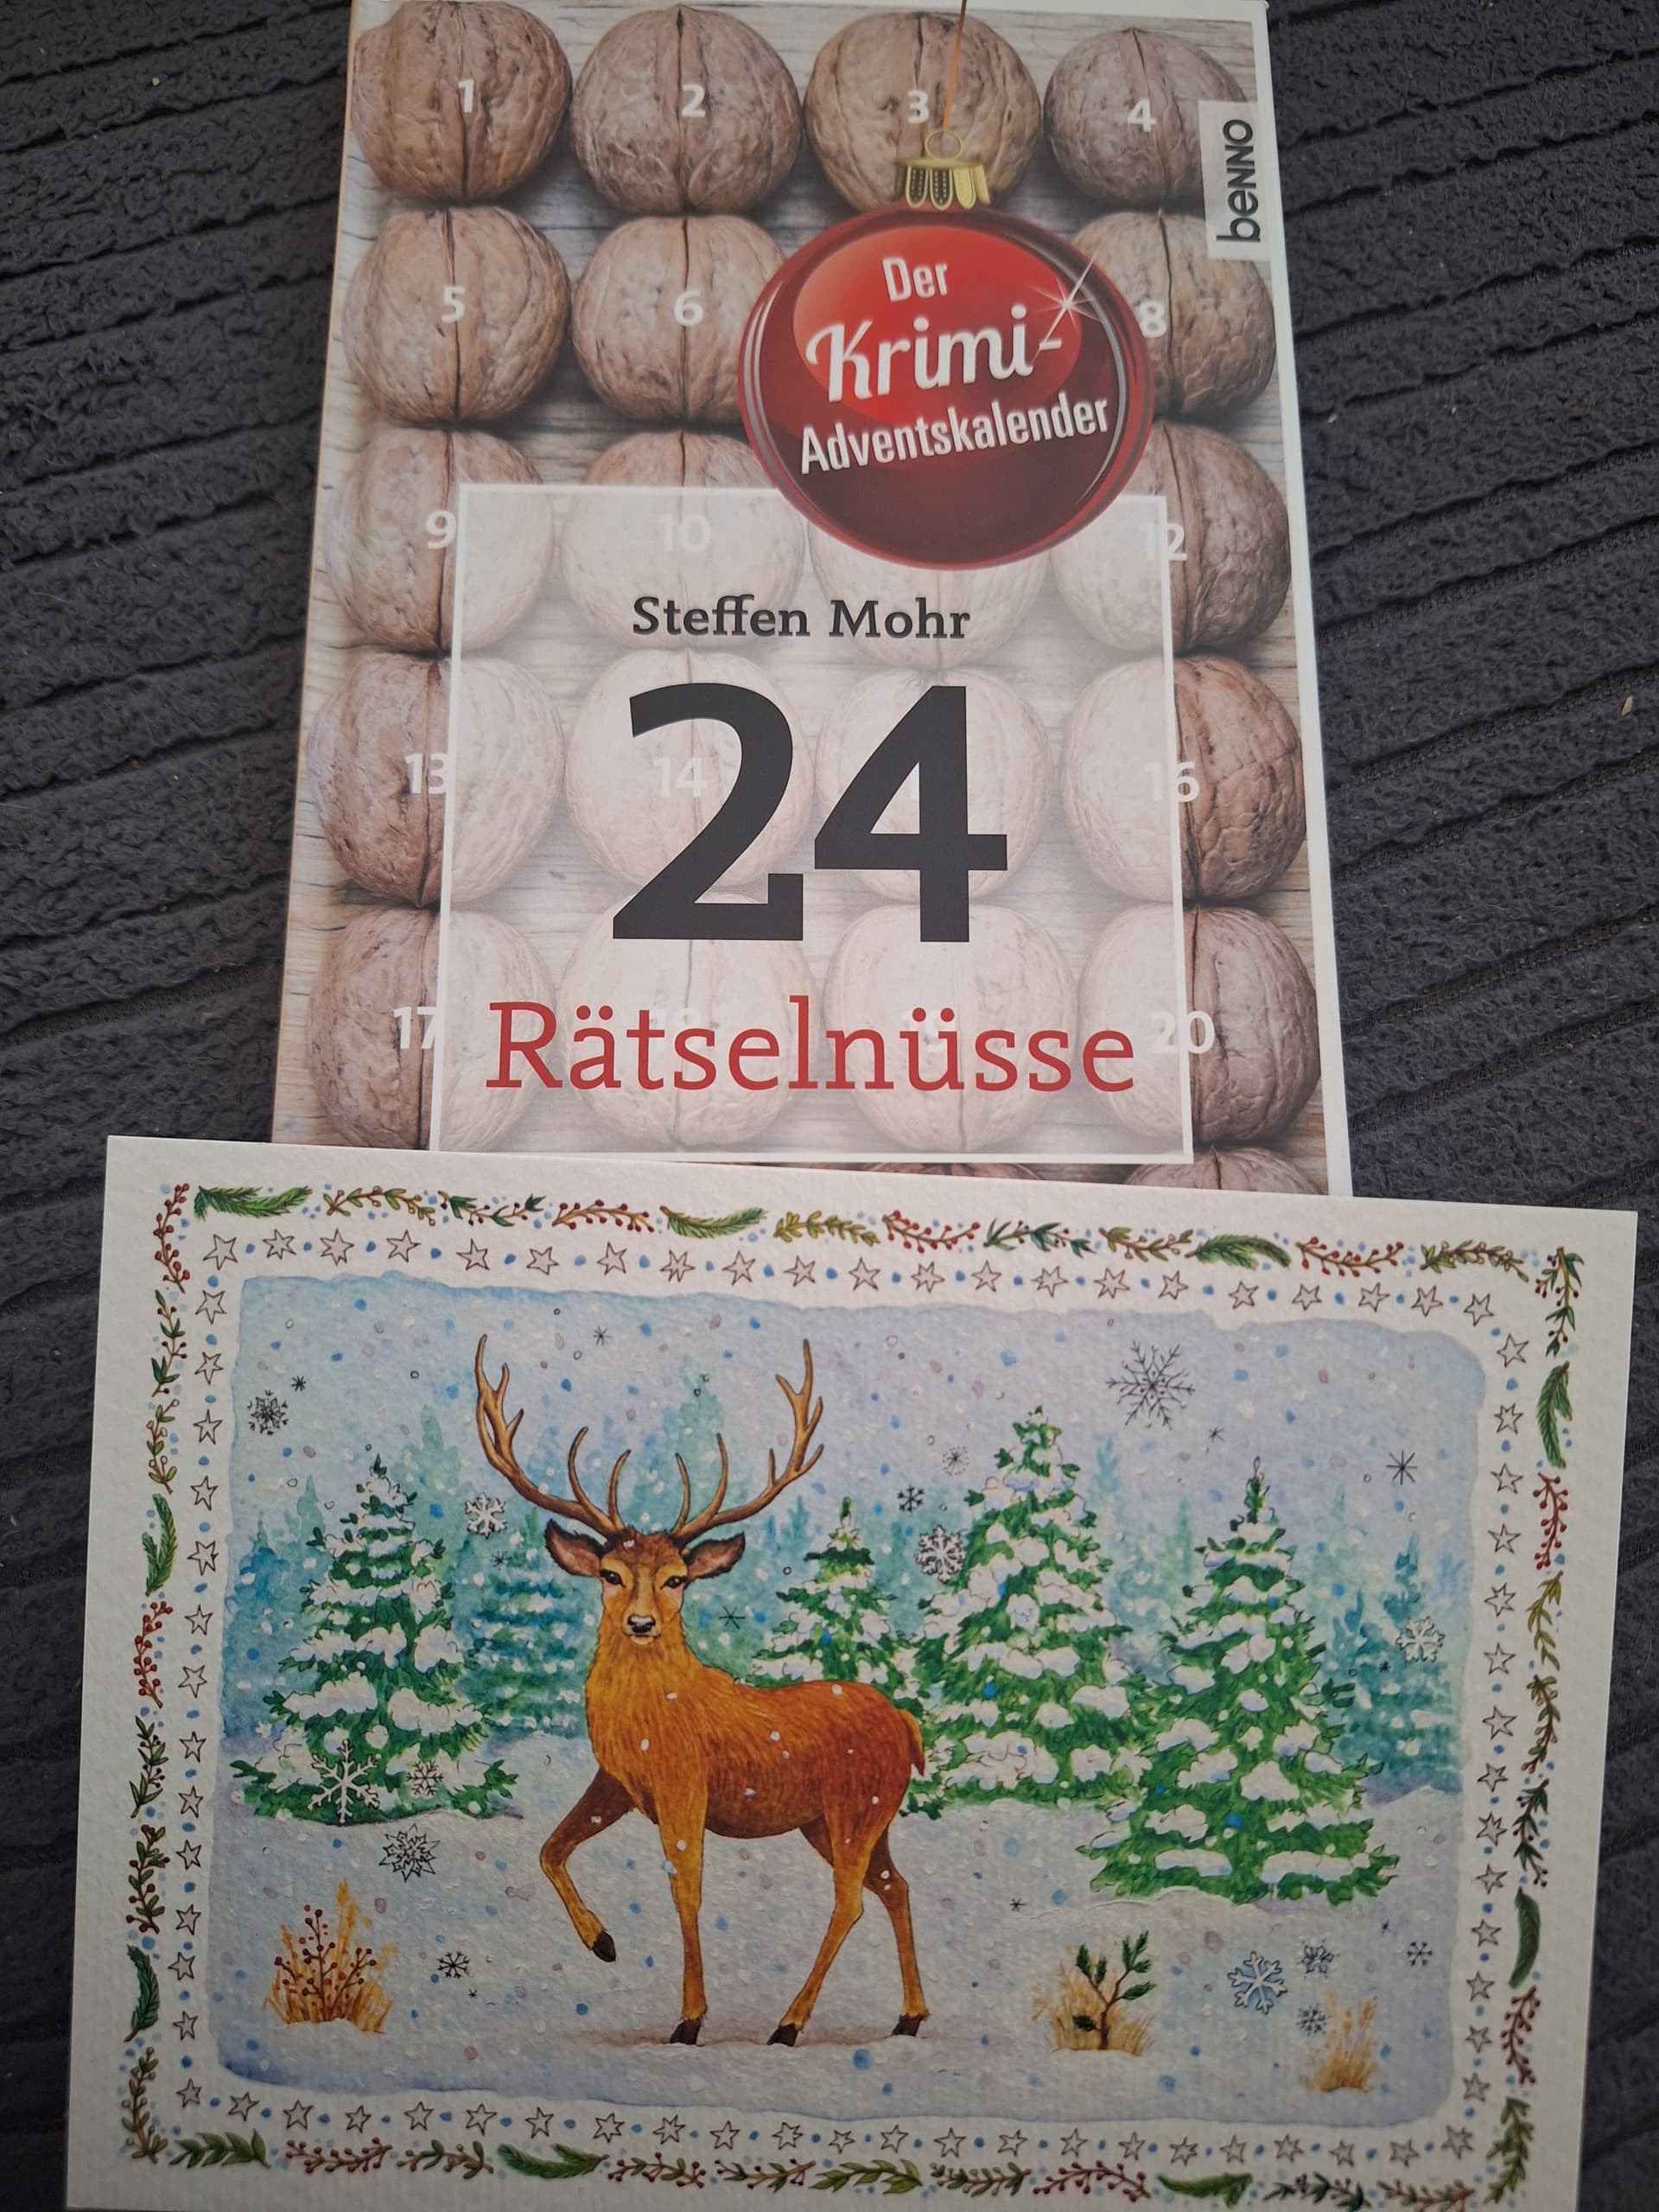 1 2 3 4
benno
5 6 8
Der
Krimi-
Adventskalender
9 10 12
Steffen Mohr
13 14 16
24
17 20
Rätselnüsse